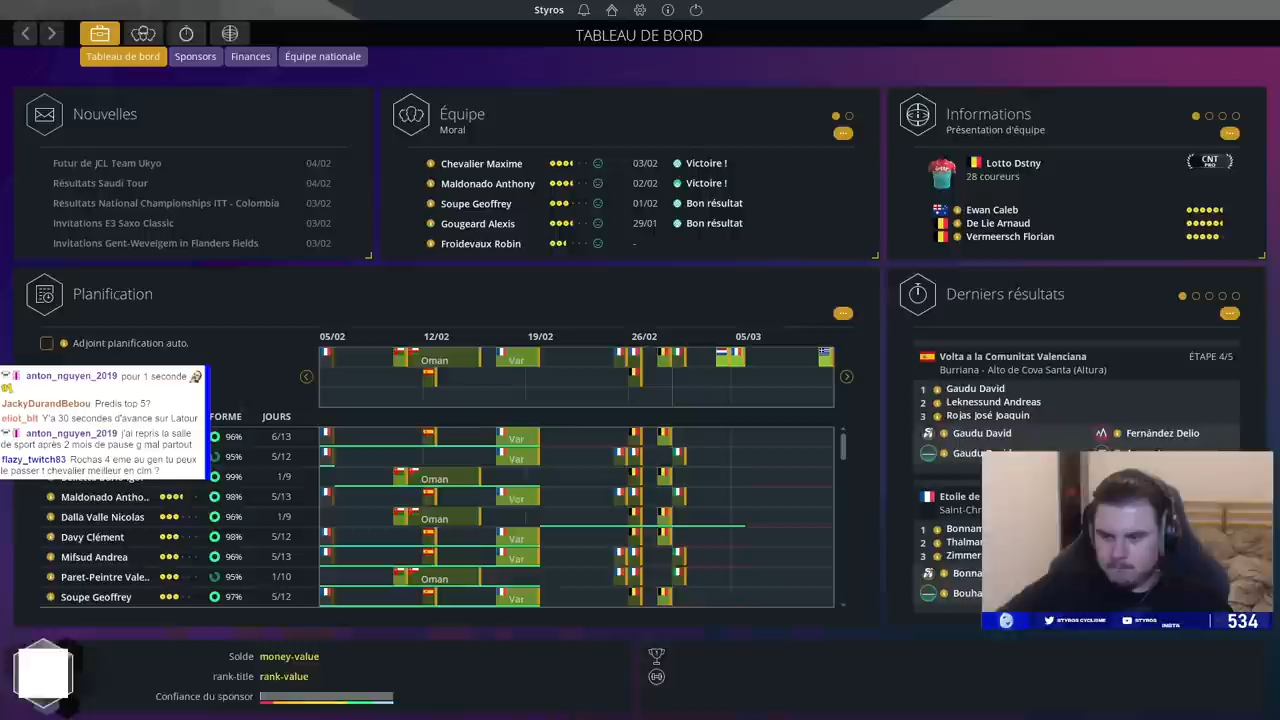 Styros
TABLEAU DE BORD
Tableau de bord
Sponsors
Finances
Équipe nationale
Nouvelles
Futur de JCL Team Ukyo 04/02
Résultats Saudi Tour 04/02
Résultats National Championships ITT - Colombia 03/02
Invitations E3 Saxo Classic 03/02
Invitations Gent-Wevelgem in Flanders Fields 03/02
Équipe
Moral
Chevalier Maxime 03/02 Victoire !
Maldonado Anthony 02/02 Victoire !
Soupe Geoffrey 01/02 Bon résultat
Gougeard Alexis 29/01 Bon résultat
Froidevaux Robin -
Informations
Présentation d'équipe
Lotto Dstny
28 coureurs
CNT
PRO
Ewan Caleb
De Lie Arnaud
Vermeersch Florian
Planification
Adjoint planification auto.
05/02 12/02 19/02 26/02 05/03
Oman Var
anton_nguyen_2019 pour 1 seconde
JackyDurandBebou Predis top 5?
eliot_blt Y'a 30 secondes d'avance sur Latour
anton_nguyen_2019 j'ai repris la salle
de sport après 2 mois de pause g mal partout
flazy_twitch83 Rochas 4 eme au gen tu peux
le passer t chevalier meilleur en clm ?
FORME JOURS
96% 6/13 Var
95% 5/12 Var
99% 1/9 Oman
Maldonado Antho.. 98% 5/13 Var
Dalla Valle Nicolas 96% 1/9 Oman
Davy Clément 98% 5/12 Var
Mifsud Andrea 96% 5/13 Var
Paret-Peintre Vale.. 95% 1/10 Oman
Soupe Geoffrey 97% 5/12 Var
Derniers résultats
Volta a la Comunitat Valenciana ÉTAPE 4/5
Burriana - Alto de Cova Santa (Altura)
1 Gaudu David
2 Leknessund Andreas
3 Rojas José Joaquin
Gaudu David Fernández Delio
Gaudu
Etoile de
Saint-Chr
1 Bonnam
2 Thalmar
3 Zimmer
Bonna
Bouha
STYROS CYCLISME
STYROS
INSTA
534
Solde money-value
rank-title rank-value
Confiance du sponsor